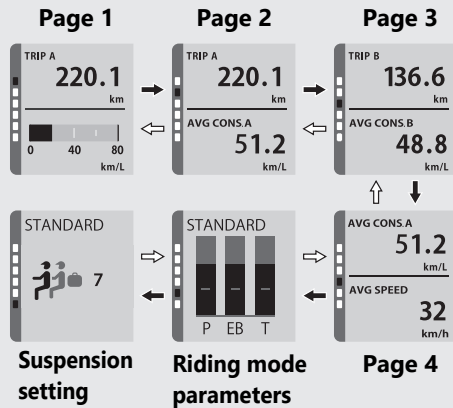 Page 1
Page 2
Page 3
TRIP A
220.1
km
0 40 80
km/L
TRIP A
220.1
km
AVG CONS.A
51.2
km/L
TRIP B
136.6
km
AVG CONS.B
48.8
km/L
STANDARD
7
STANDARD
P EB T
AVG CONS.A
51.2
km/L
AVG SPEED
32
km/h
Suspension
setting
Riding mode
parameters
Page 4